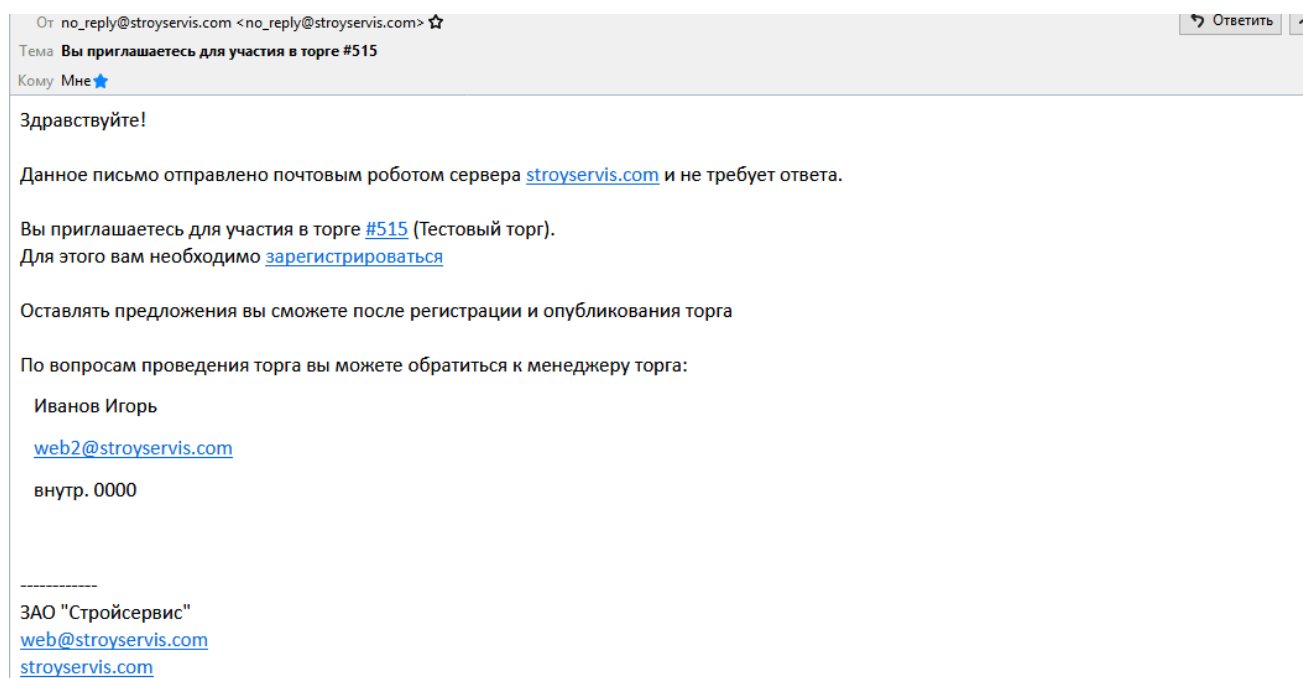 От no_reply@stroyservis.com <no_reply@stroyservis.com>
Ответить
Тема Вы приглашаетесь для участия в торге #515
Кому Мне
Здравствуйте!
Данное письмо отправлено почтовым роботом сервера stroyservis.com и не требует ответа.
Вы приглашаетесь для участия в торге #515 (Тестовый торг).
Для этого вам необходимо зарегистрироваться
Оставлять предложения вы сможете после регистрации и опубликования торга
По вопросам проведения торга вы можете обратиться к менеджеру торга:
Иванов Игорь
web2@stroyservis.com
внутр. 0000
------------
ЗАО "Стройсервис"
web@stroyservis.com
stroyservis.com